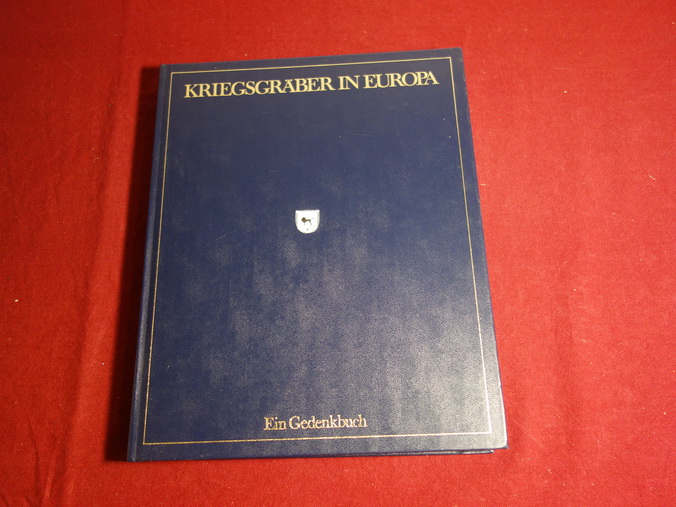 KRIEGSGRÄBER IN EUROPA
Ein Gedenkbuch